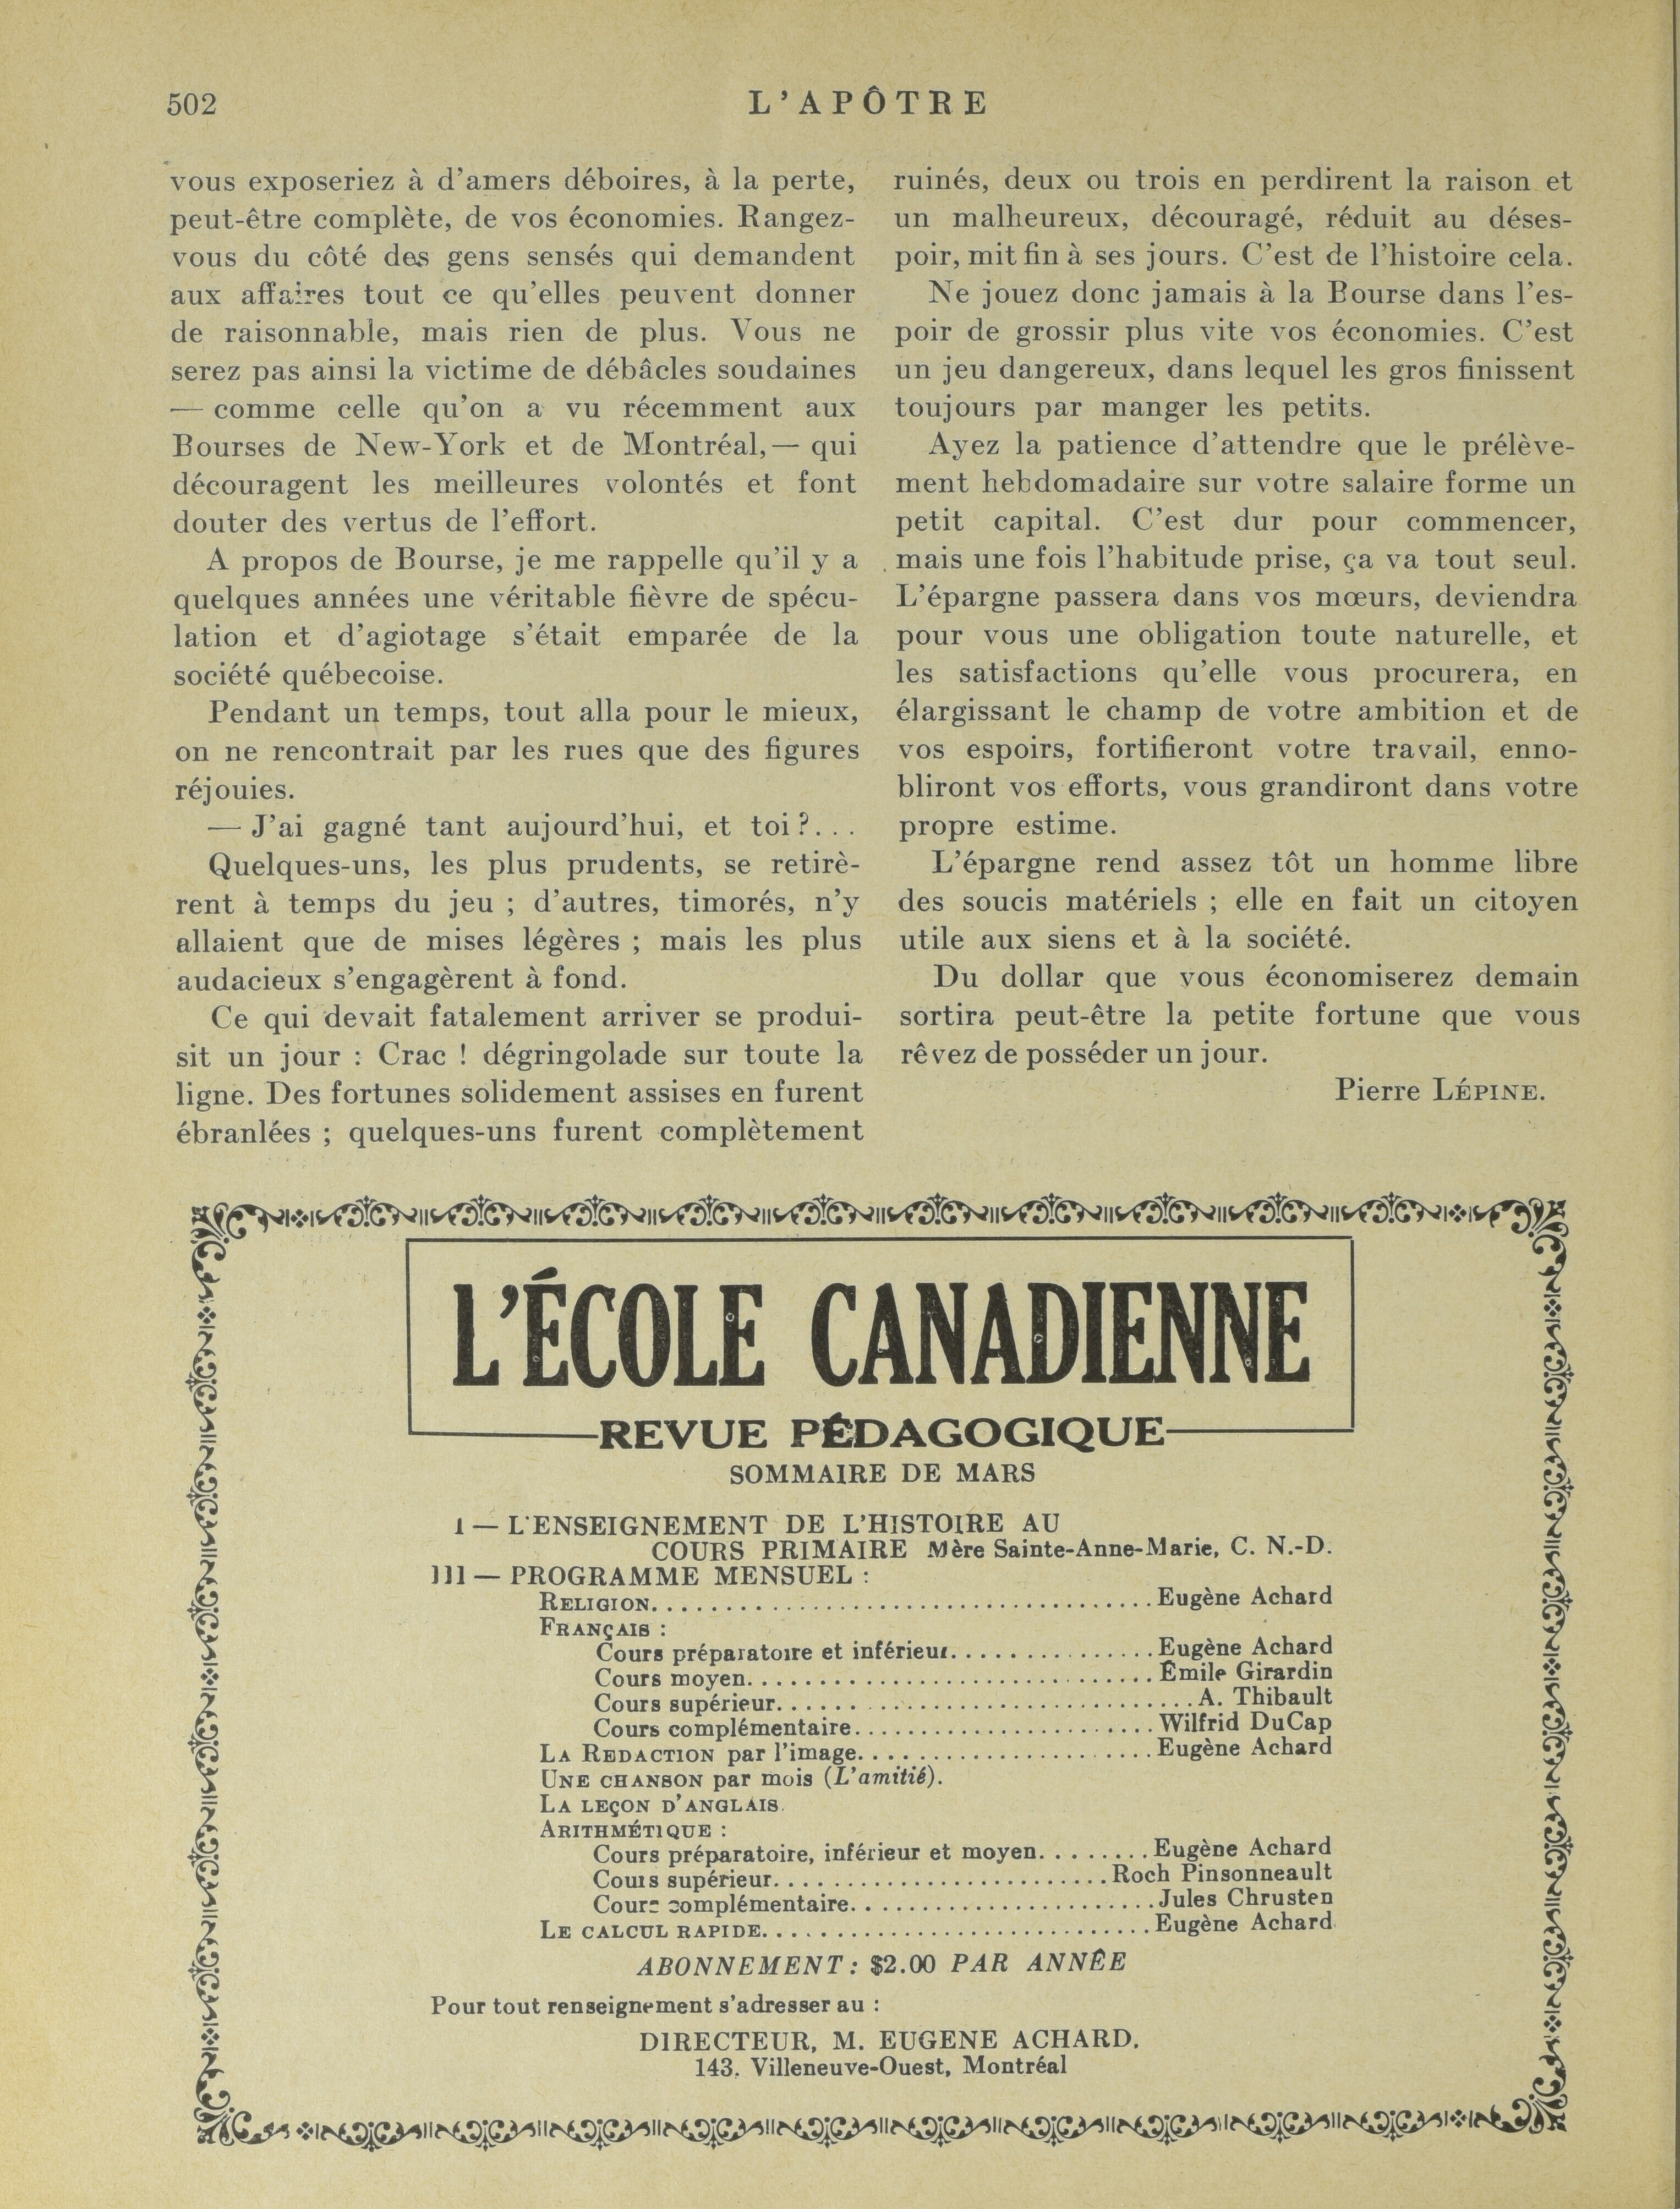 502
L'APÔTRE
vous exposeriez à d'amers déboires, à la perte,
peut-être complète, de vos économies. Rangez-
vous du côté des gens sensés qui demandent
aux affaires tout ce qu'elles peuvent donner
de raisonnable, mais rien de plus. Vous ne
serez pas ainsi la victime de débâcles soudaines
— comme celle qu'on a vu récemment aux
Bourses de New-York et de Montréal,— qui
découragent les meilleures volontés et font
douter des vertus de l'effort.
A propos de Bourse, je me rappelle qu'il y a
quelques années une véritable fièvre de spécu-
lation et d'agiotage s'était emparée de la
société québecoise.
Pendant un temps, tout alla pour le mieux,
on ne rencontrait par les rues que des figures
réjouies.
— J'ai gagné tant aujourd'hui, et toi ?...
Quelques-uns, les plus prudents, se retirè-
rent à temps du jeu ; d'autres, timorés, n'y
allaient que de mises légères ; mais les plus
audacieux s'engagèrent à fond.
Ce qui devait fatalement arriver se produi-
sit un jour : Crac ! dégringolade sur toute la
ligne. Des fortunes solidement assises en furent
ébranlées ; quelques-uns furent complètement
ruinés, deux ou trois en perdirent la raison et
un malheureux, découragé, réduit au déses-
poir, mit fin à ses jours. C'est de l'histoire cela.
Ne jouez donc jamais à la Bourse dans l'es-
poir de grossir plus vite vos économies. C'est
un jeu dangereux, dans lequel les gros finissent
toujours par manger les petits.
Ayez la patience d'attendre que le prélève-
ment hebdomadaire sur votre salaire forme un
petit capital. C'est dur pour commencer,
mais une fois l'habitude prise, ça va tout seul.
L'épargne passera dans vos mœurs, deviendra
pour vous une obligation toute naturelle, et
les satisfactions qu'elle vous procurera, en
élargissant le champ de votre ambition et de
vos espoirs, fortifieront votre travail, enno-
bliront vos efforts, vous grandiront dans votre
propre estime.
L'épargne rend assez tôt un homme libre
des soucis matériels ; elle en fait un citoyen
utile aux siens et à la société.
Du dollar que vous économiserez demain
sortira peut-être la petite fortune que vous
rêvez de posséder un jour.
Pierre LÉPINE.
L'ÉCOLE CANADIENNE
REVUE PÉDAGOGIQUE
SOMMAIRE DE MARS
I — L'ENSEIGNEMENT DE L'HISTOIRE AU
COURS PRIMAIRE Mère Sainte-Anne-Marie, C. N.-D.
III — PROGRAMME MENSUEL :
RELIGION.................................Eugène Achard
FRANÇAIS :
Cours préparatoire et inférieur...............Eugène Achard
Cours moyen...........................Émile Girardin
Cours supérieur............................A. Thibault
Cours complémentaire....................Wilfrid DuCap
LA REDACTION par l'image....................Eugène Achard
UNE CHANSON par mois (L'amitié).
LA LEÇON D'ANGLAIS.
ARITHMÉTIQUE :
Cours préparatoire, inférieur et moyen........Eugène Achard
Cours supérieur.........................Roch Pinsonneault
Cours complémentaire.......................Jules Chrusten
LE CALCUL RAPIDE............................Eugène Achard
ABONNEMENT : $2.00 PAR ANNÊE
Pour tout renseignement s'adresser au :
DIRECTEUR, M. EUGENE ACHARD.
143, Villeneuve-Ouest, Montréal